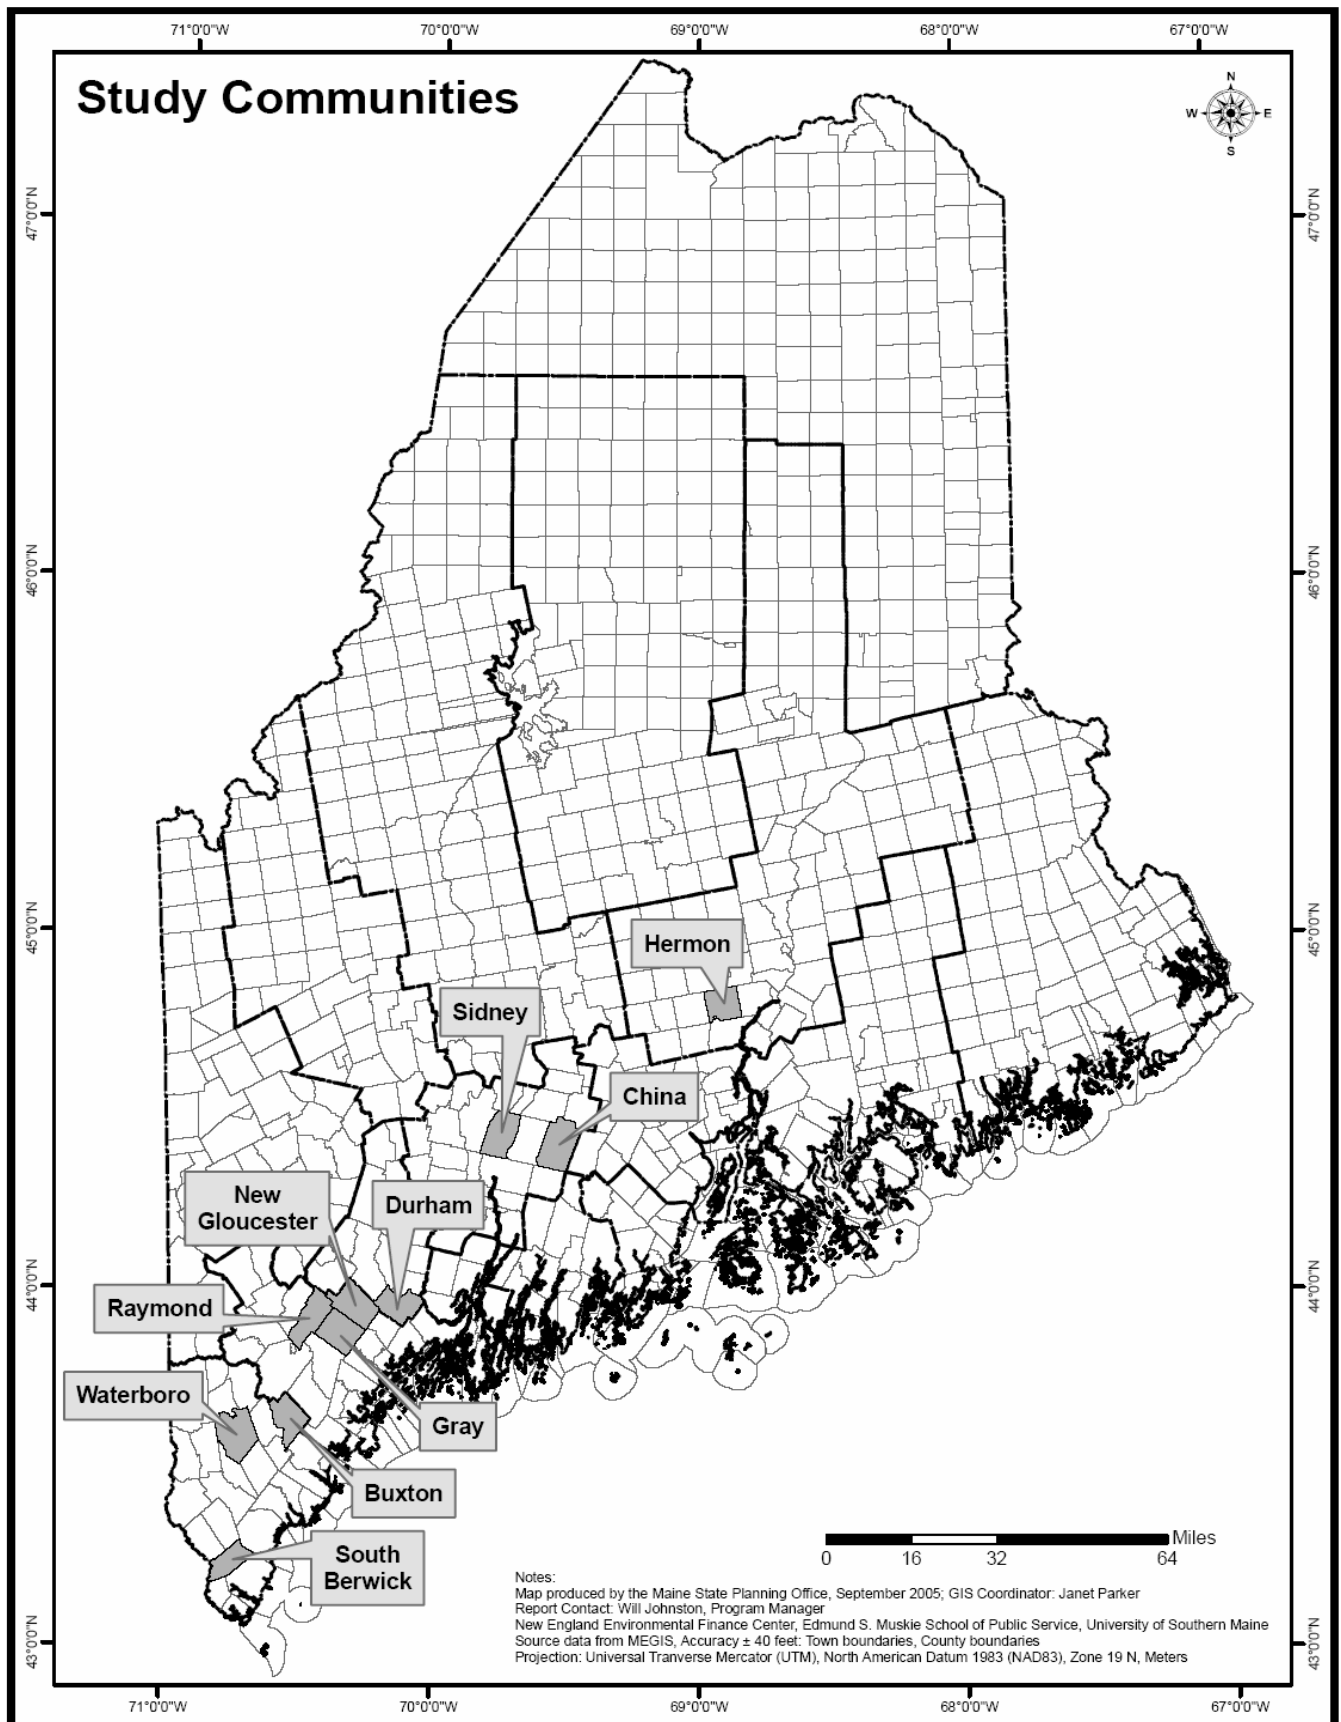 71°0'0"W 70°0'0"W 69°0'0"W 68°0'0"W 67°0'0"W
Study Communities
N
W E
S
47°0'0"N 47°0'0"N
46°0'0"N 46°0'0"N
45°0'0"N 45°0'0"N
Hermon
Sidney
China
New
Gloucester
Durham
44°0'0"N 44°0'0"N
Raymond
Waterboro
Gray
Buxton
South
Berwick
Miles
0 16 32 64
Notes:
Map produced by the Maine State Planning Office, September 2005; GIS Coordinator: Janet Parker
Report Contact: Will Johnston, Program Manager
New England Environmental Finance Center, Edmund S. Muskie School of Public Service, University of Southern Maine
Source data from MEGIS, Accuracy ± 40 feet: Town boundaries, County boundaries
Projection: Universal Tranverse Mercator (UTM), North American Datum 1983 (NAD83), Zone 19 N, Meters
43°0'0"N 43°0'0"N
71°0'0"W 70°0'0"W 69°0'0"W 68°0'0"W 67°0'0"W